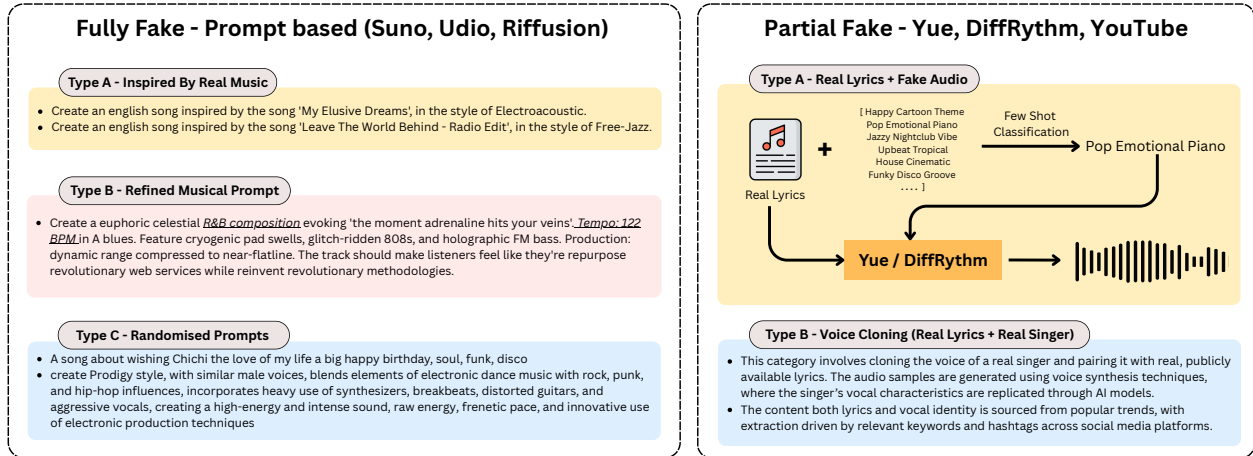 Fully Fake - Prompt based (Suno, Udio, Riffusion)
Type A - Inspired By Real Music
• Create an english song inspired by the song 'My Elusive Dreams', in the style of Electroacoustic.
• Create an english song inspired by the song 'Leave The World Behind - Radio Edit', in the style of Free-Jazz.
Type B - Refined Musical Prompt
• Create a euphoric celestial R&B composition evoking 'the moment adrenaline hits your veins'. Tempo: 122
BPM in A blues. Feature cryogenic pad swells, glitch-ridden 808s, and holographic FM bass. Production:
dynamic range compressed to near-flatline. The track should make listeners feel like they're repurpose
revolutionary web services while reinvent revolutionary methodologies.
Type C - Randomised Prompts
• A song about wishing Chichi the love of my life a big happy birthday, soul, funk, disco
• create Prodigy style, with similar male voices, blends elements of electronic dance music with rock, punk,
and hip-hop influences, incorporates heavy use of synthesizers, breakbeats, distorted guitars, and
aggressive vocals, creating a high-energy and intense sound, raw energy, frenetic pace, and innovative use
of electronic production techniques
Partial Fake - Yue, DiffRythm, YouTube
Type A - Real Lyrics + Fake Audio
Real Lyrics
+
[ Happy Cartoon Theme
Pop Emotional Piano
Jazzy Nightclub Vibe
Upbeat Tropical
House Cinematic
Funky Disco Groove
.... ]
Few Shot
Classification
Pop Emotional Piano
Yue / DiffRythm
Type B - Voice Cloning (Real Lyrics + Real Singer)
• This category involves cloning the voice of a real singer and pairing it with real, publicly
available lyrics. The audio samples are generated using voice synthesis techniques,
where the singer's vocal characteristics are replicated through AI models.
• The content both lyrics and vocal identity is sourced from popular trends, with
extraction driven by relevant keywords and hashtags across social media platforms.